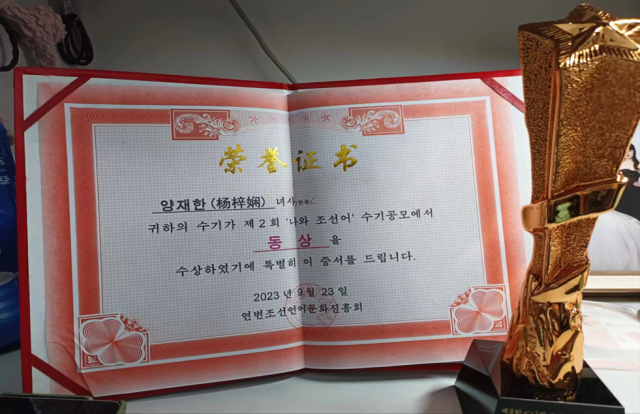 荣誉证书
양재한(杨梓娴) 녀사(한족):
귀하의 수기가 제2회 '나와 조선어' 수기공모에서
동상을
수상하였기에 특별히 이 증서를 드립니다.
2023년 9월 23일
연변조선언어문화진흥회